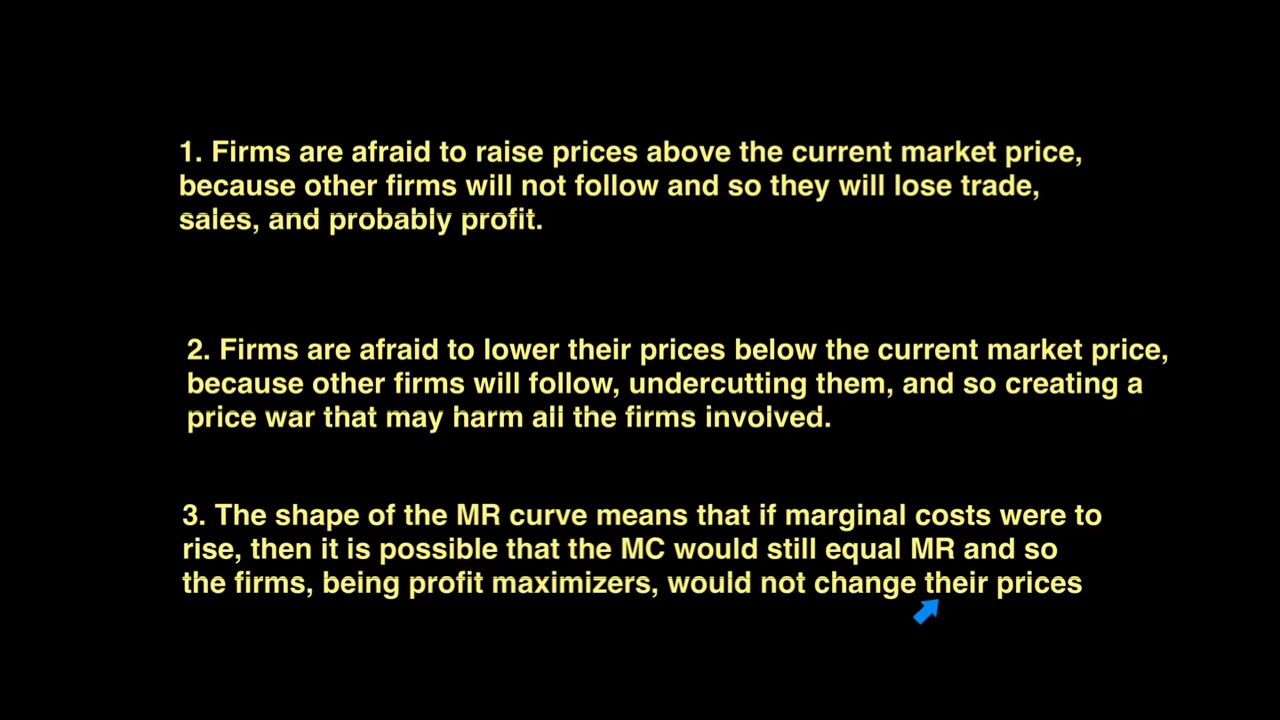 1. Firms are afraid to raise prices above the current market price,
because other firms will not follow and so they will lose trade,
sales, and probably profit.
2. Firms are afraid to lower their prices below the current market price,
because other firms will follow, undercutting them, and so creating a
price war that may harm all the firms involved.
3. The shape of the MR curve means that if marginal costs were to
rise, then it is possible that the MC would still equal MR and so
the firms, being profit maximizers, would not change their prices